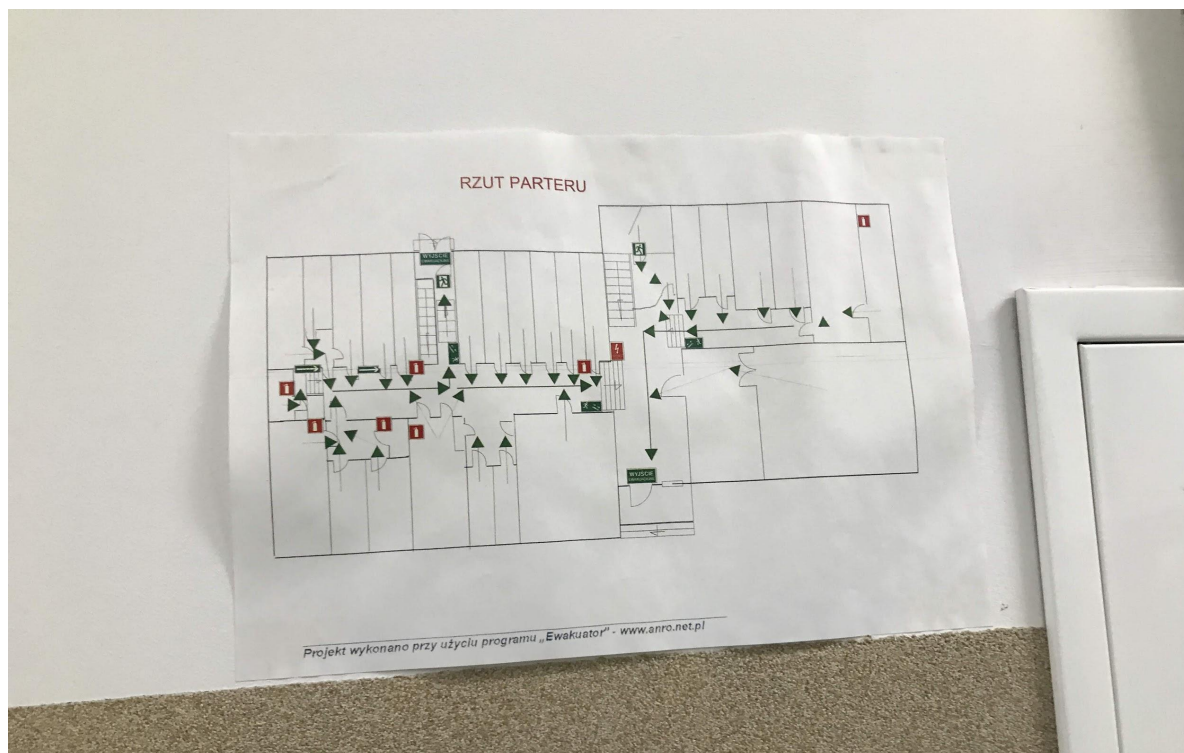 RZUT PARTERU
WYJŚCIE
WYJŚCIE
Projekt wykonano przy użyciu programu „Ewakuator" - www.anro.net.pl